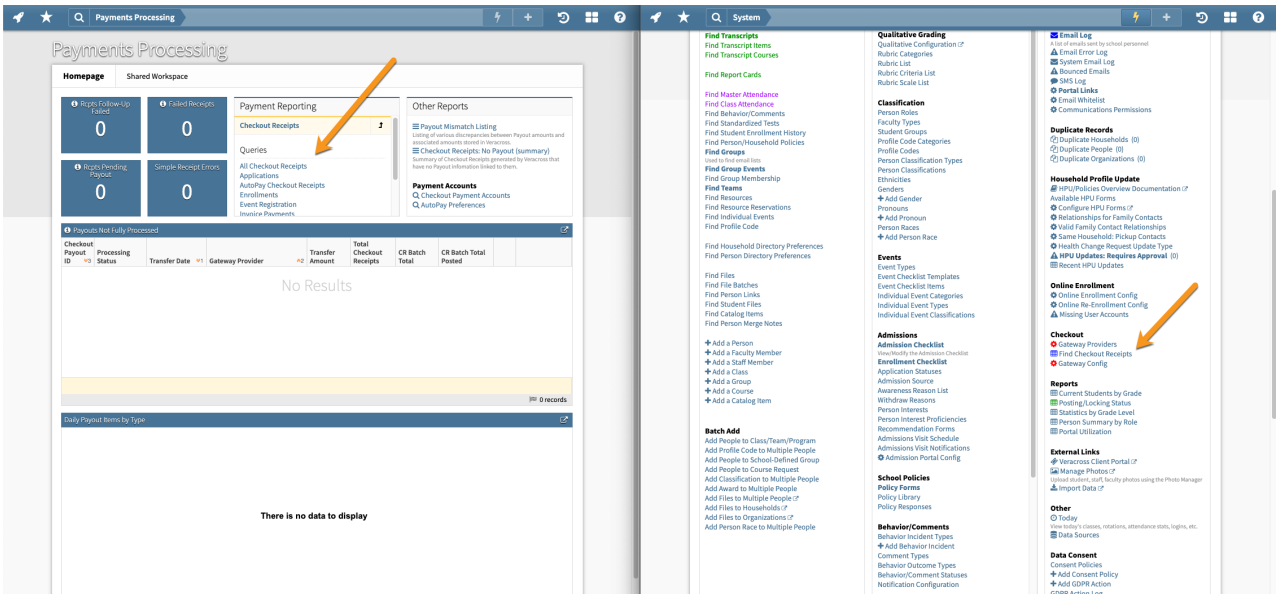 Payments Processing
Payments Processing
Homepage
Shared Workspace
Rcpts Follow-Up
Failed
0
Failed Receipts
0
Rcpts Pending
Payout
0
Simple Receipt Errors
0
Payment Reporting
Checkout Receipts
Queries
All Checkout Receipts
Applications
AutoPay Checkout Receipts
Enrollments
Event Registration
Invoice Payments
Other Reports
Payout Mismatch Listing
Listing of various discrepancies between Payout amounts and
associated amounts stored in Veracross.
Checkout Receipts: No Payout (summary)
Summary of Checkout Receipts generated by Veracross that
have no Payout infomation linked to them.
Payment Accounts
Checkout Payment Accounts
AutoPay Preferences
Payouts Not Fully Processed
Checkout
Payout
ID 3
Processing
Status
Transfer Date 1
Gateway Provider 2
Transfer
Amount
Total
Checkout
Receipts
CR Batch
Total
CR Batch Total
Posted
No Results
0 records
Daily Payout Items by Type
There is no data to display
System
Find Transcripts
Find Transcript Items
Find Transcript Courses
Find Report Cards
Find Master Attendance
Find Class Attendance
Find Behavior/Comments
Find Standardized Tests
Find Student Enrollment History
Find Person/Household Policies
Find Groups
Used to find email lists
Find Group Events
Find Group Membership
Find Teams
Find Resources
Find Resource Reservations
Find Individual Events
Find Profile Code
Find Household Directory Preferences
Find Person Directory Preferences
Find Files
Find File Batches
Find Person Links
Find Student Files
Find Catalog Items
Find Person Merge Notes
+ Add a Person
+ Add a Faculty Member
+ Add a Staff Member
+ Add a Class
+ Add a Group
+ Add a Course
+ Add a Catalog Item
Batch Add
Add People to Class/Team/Program
Add Profile Code to Multiple People
Add People to School-Defined Group
Add People to Course Request
Add Classification to Multiple People
Add Award to Multiple People
Add Files to Multiple People
Add Files to Households
Add Files to Organizations
Add Person Race to Multiple People
Qualitative Grading
Qualitative Configuration
Rubric Categories
Rubric List
Rubric Criteria List
Rubric Scale List
Classification
Person Roles
Faculty Types
Student Groups
Profile Code Categories
Profile Codes
Person Classification Types
Person Classifications
Ethnicities
Genders
+ Add Gender
Pronouns
+ Add Pronoun
Person Races
+ Add Person Race
Events
Event Types
Event Checklist Templates
Event Checklist Items
Individual Event Categories
Individual Event Types
Individual Event Classifications
Admissions
Admission Checklist
View/Modify the Admission Checklist
Enrollment Checklist
Application Statuses
Admission Source
Awareness Reason List
Withdraw Reasons
Person Interests
Person Interest Proficiencies
Recommendation Forms
Admissions Visit Schedule
Admissions Visit Notifications
Admission Portal Config
School Policies
Policy Forms
Policy Library
Policy Responses
Behavior/Comments
Behavior Incident Types
+ Add Behavior Incident
Comment Types
Behavior Outcome Types
Behavior/Comment Statuses
Notification Configuration
Email Log
A list of emails sent by school personnel
Email Error Log
System Email Log
Bounced Emails
SMS Log
Portal Links
Email Whitelist
Communications Permissions
Duplicate Records
Duplicate Households (0)
Duplicate People (0)
Duplicate Organizations (0)
Household Profile Update
HPU/Policies Overview Documentation
Available HPU Forms
Configure HPU Forms
Relationships for Family Contacts
Valid Family Contact Relationships
Same Household: Pickup Contacts
Health Change Request Update Type
HPU Updates: Requires Approval (0)
Recent HPU Updates
Online Enrollment
Online Enrollment Config
Online Re-Enrollment Config
Missing User Accounts
Checkout
Gateway Providers
Find Checkout Receipts
Gateway Config
Reports
Current Students by Grade
Posting/Locking Status
Statistics by Grade Level
Person Summary by Role
Portal Utilization
External Links
Veracross Client Portal
Manage Photos
Upload student, staff, faculty photos using the Photo Manager
Import Data
Other
Today
View today's classes, rotations, attendance stats, logins, etc.
Data Sources
Data Consent
Consent Policies
+ Add Consent Policy
+ Add GDPR Action
GDPR Action Log